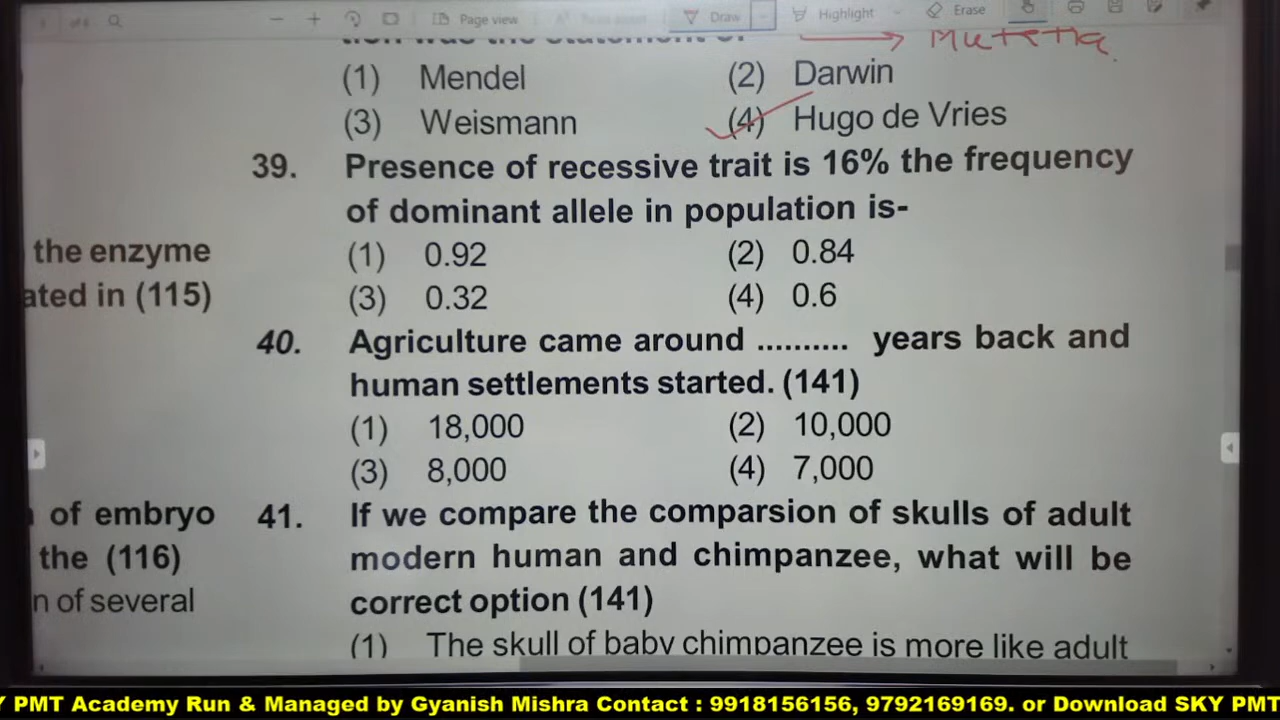 Page view
Draw
Highlight
Erase
(1) Mendel (2) Darwin
(3) Weismann (4) Hugo de Vries
39. Presence of recessive trait is 16% the frequency
of dominant allele in population is-
(1) 0.92 (2) 0.84
(3) 0.32 (4) 0.6
the enzyme
ated in (115)
40. Agriculture came around .......... years back and
human settlements started. (141)
(1) 18,000 (2) 10,000
(3) 8,000 (4) 7,000
of embryo
the (116)
n of several
41. If we compare the comparsion of skulls of adult
modern human and chimpanzee, what will be
correct option (141)
(1) The skull of baby chimpanzee is more like adult
Y PMT Academy Run & Managed by Gyanish Mishra Contact : 9918156156, 9792169169. or Download SKY PMT